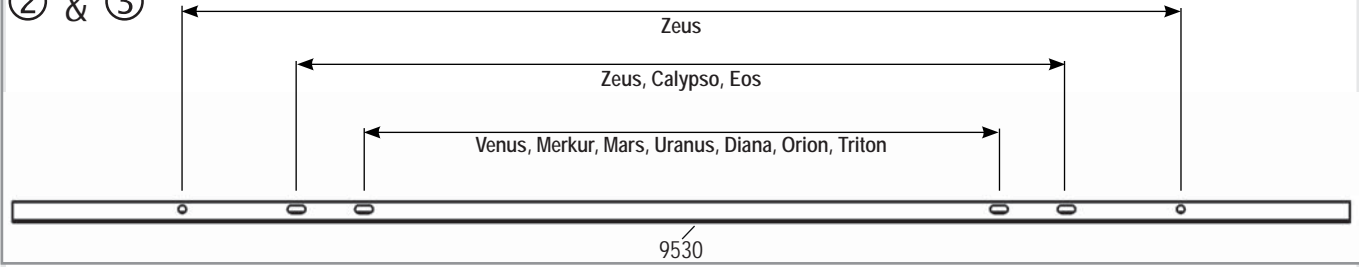 ② & ③
Zeus
Zeus, Calypso, Eos
Venus, Merkur, Mars, Uranus, Diana, Orion, Triton
9530